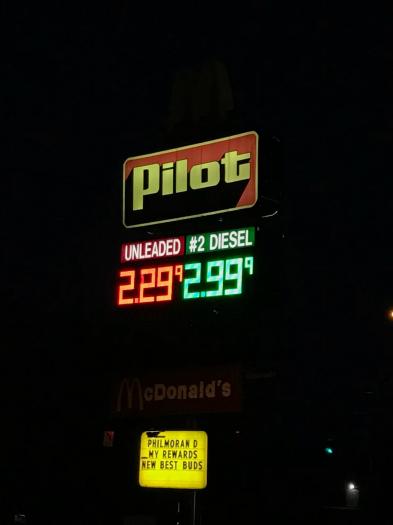 Pilot
UNLEADED #2 DIESEL
2.29⁹ 2.99⁹
McDonald's
PHILMORAN D
MY REWARDS
NEW BEST BUDS